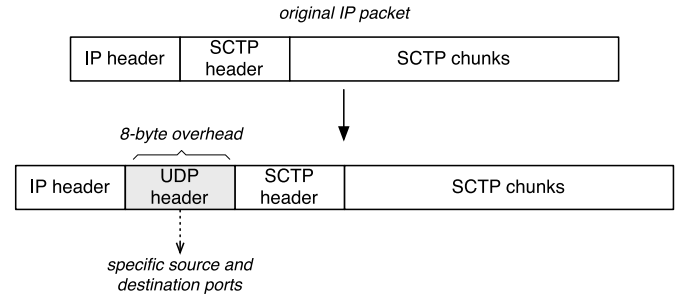 original IP packet
IP header
SCTP
header
SCTP chunks
8-byte overhead
IP header
UDP
header
SCTP
header
SCTP chunks
specific source and
destination ports